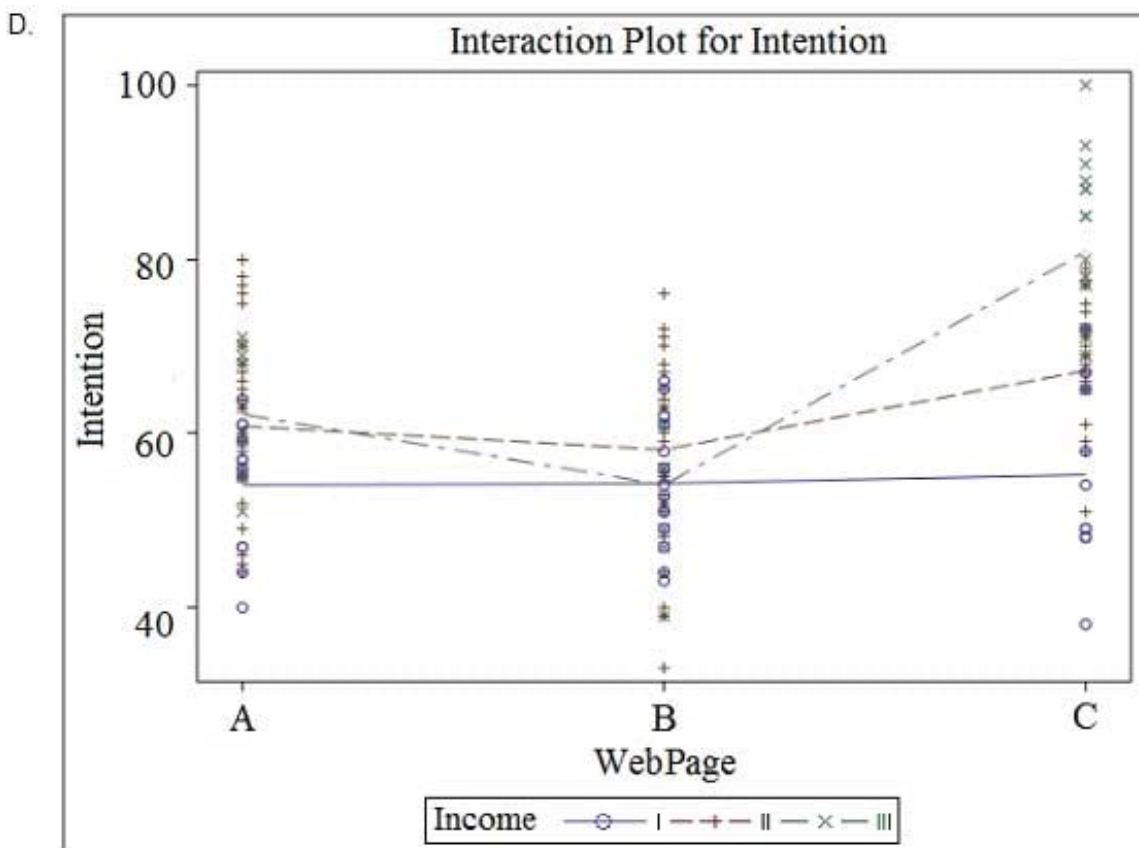 D.
Interaction Plot for Intention
100
80
60
40
Intention
A B C
WebPage
Income I II III